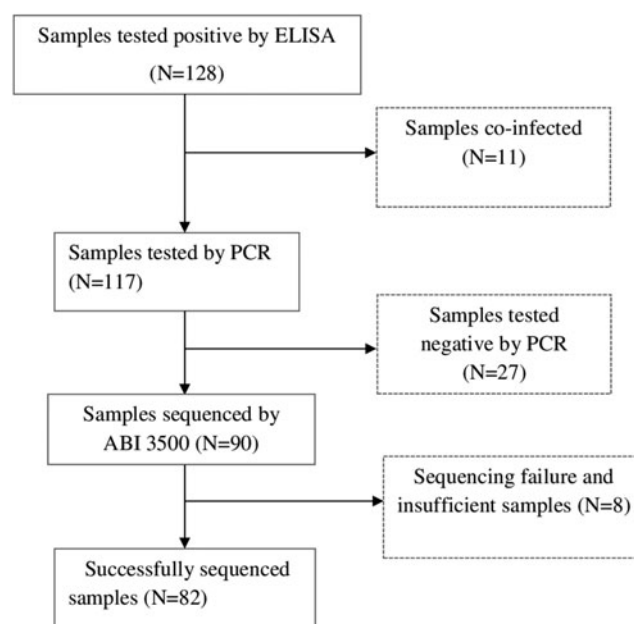 Samples tested positive by ELISA
(N=128)
Samples co-infected
(N=11)
Samples tested by PCR
(N=117)
Samples tested
negative by PCR
(N=27)
Samples sequenced by
ABI 3500 (N=90)
Sequencing failure and
insufficient samples (N=8)
Successfully sequenced
samples (N=82)